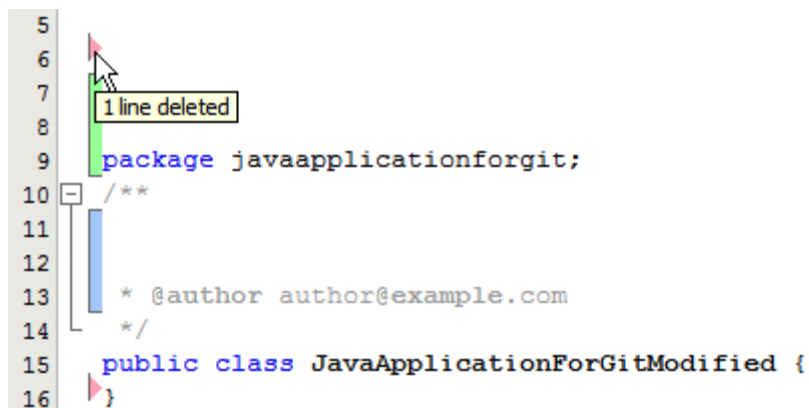 5
6
7
1 line deleted
8
9 package javaapplicationforgit;
10 /**
11
12
13 * @author author@example.com
14 */
15 public class JavaApplicationForGitModified {
16 }